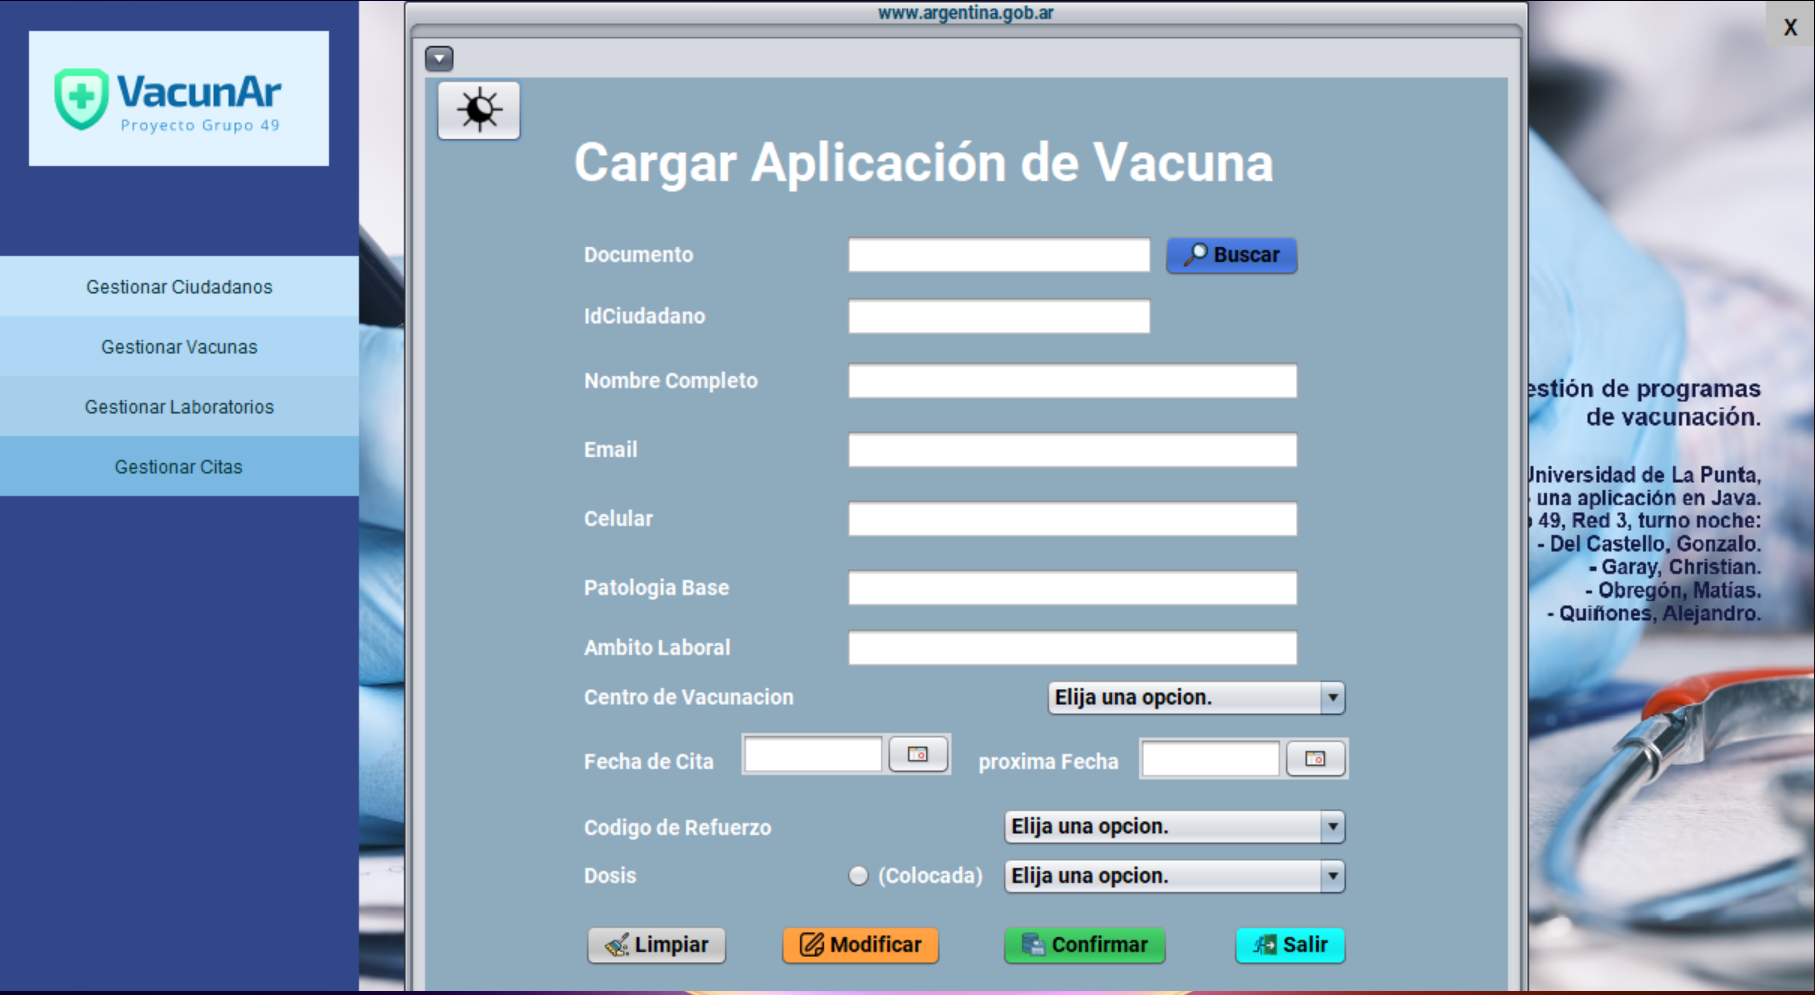 www.argentina.gob.ar
X
VacunAr
Proyecto Grupo 49
Gestionar Ciudadanos
Gestionar Vacunas
Gestionar Laboratorios
Gestionar Citas
Cargar Aplicación de Vacuna
Documento
Buscar
IdCiudadano
Nombre Completo
Email
Celular
Patologia Base
Ambito Laboral
Centro de Vacunacion Elija una opcion.
Fecha de Cita proxima Fecha
Codigo de Refuerzo Elija una opcion.
Dosis (Colocada) Elija una opcion.
Limpiar Modificar Confirmar Salir
de programas
de vacunación.
de La Punta,
una aplicación en Java.
49, Red 3, turno noche:
- Del Castello, Gonzalo.
- Garay, Christian.
- Obregón, Matías.
- Quiñones, Alejandro.